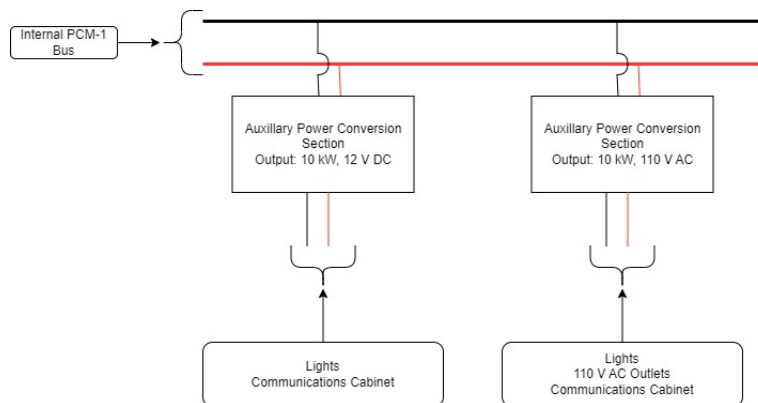 Internal PCM-1
Bus
Auxillary Power Conversion
Section
Output: 10 kW, 12 V DC
Auxillary Power Conversion
Section
Output: 10 kW, 110 V AC
Lights
Communications Cabinet
Lights
110 V AC Outlets
Communications Cabinet